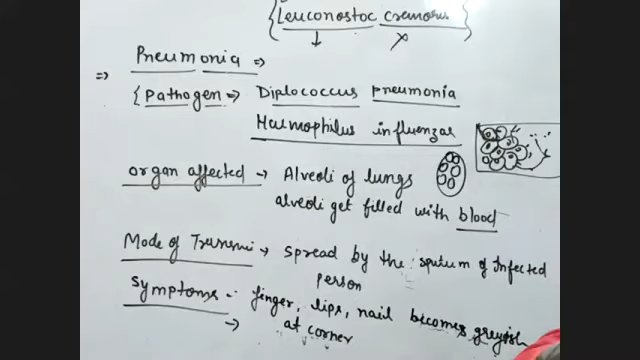 { Leuconostoc cremoris }
⇒ Pneumonia ⇒
{ Pathogen ⇒ Diplococcus pneumonia
Haemophilus influenzae
organ affected → Alveoli of lungs
alveoli get filled with blood
Mode of Transmi → spread by the sputum of infected
person
symptoms - finger, lips, nail becomes greyish
→ at corner